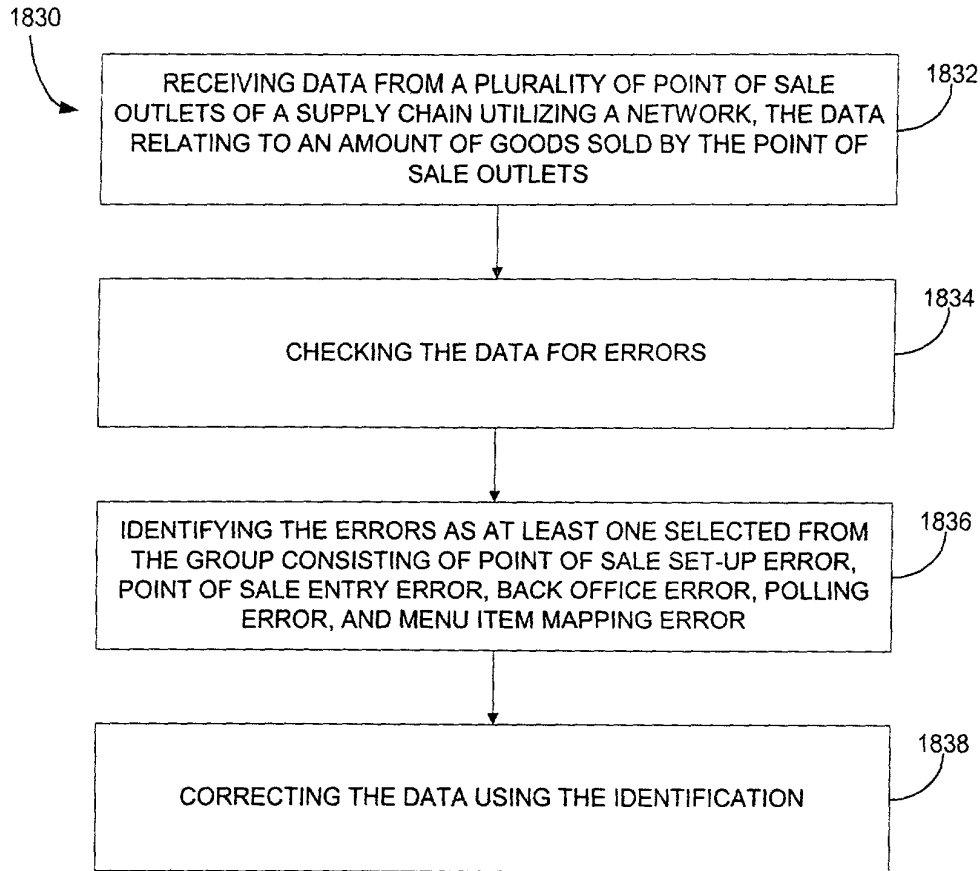 1830
RECEIVING DATA FROM A PLURALITY OF POINT OF SALE
OUTLETS OF A SUPPLY CHAIN UTILIZING A NETWORK, THE DATA
RELATING TO AN AMOUNT OF GOODS SOLD BY THE POINT OF
SALE OUTLETS
1832
CHECKING THE DATA FOR ERRORS
1834
IDENTIFYING THE ERRORS AS AT LEAST ONE SELECTED FROM
THE GROUP CONSISTING OF POINT OF SALE SET-UP ERROR,
POINT OF SALE ENTRY ERROR, BACK OFFICE ERROR, POLLING
ERROR, AND MENU ITEM MAPPING ERROR
1836
CORRECTING THE DATA USING THE IDENTIFICATION
1838